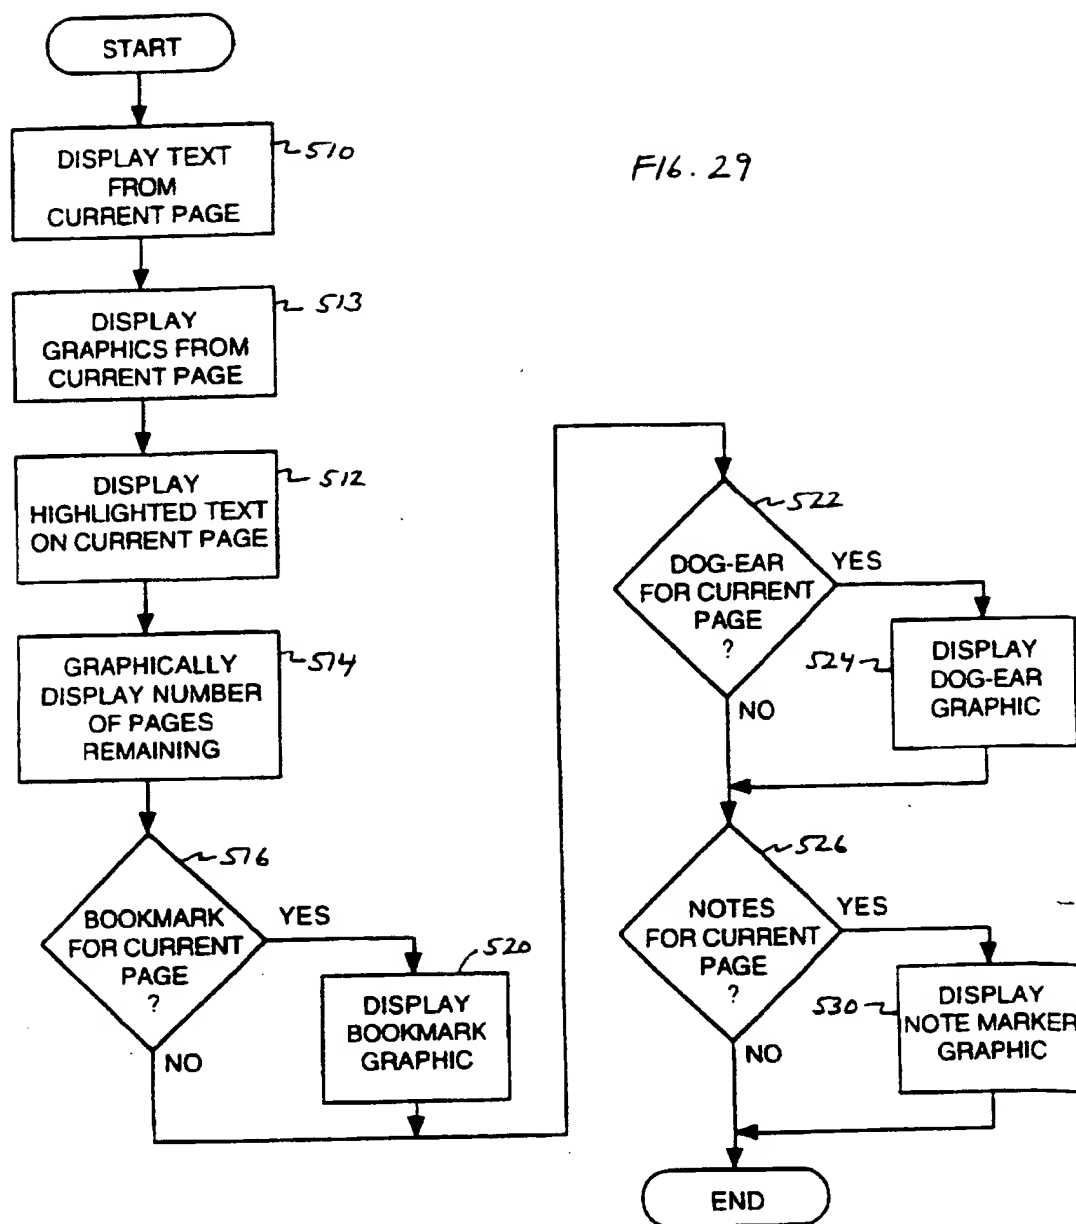 START
DISPLAY TEXT
FROM
CURRENT PAGE
510
FIG. 29
DISPLAY
GRAPHICS FROM
CURRENT PAGE
513
DISPLAY
HIGHLIGHTED TEXT
ON CURRENT PAGE
512
GRAPHICALLY
DISPLAY NUMBER
OF PAGES
REMAINING
514
BOOKMARK
FOR CURRENT
PAGE
?
516
YES
NO
DISPLAY
BOOKMARK
GRAPHIC
520
DOG-EAR
FOR CURRENT
PAGE
?
522
YES
NO
DISPLAY
DOG-EAR
GRAPHIC
524
NOTES
FOR CURRENT
PAGE
?
526
YES
NO
DISPLAY
NOTE MARKER
GRAPHIC
530
END